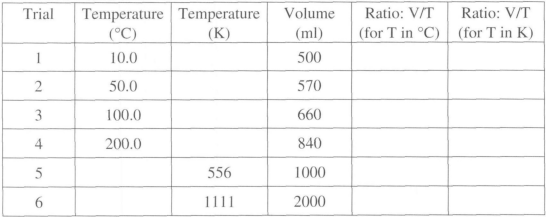 Trial Temperature Temperature Volume Ratio: V/T Ratio: V/T
(°C) (K) (ml) (for T in °C) (for T in K)
1 10.0 500
2 50.0 570
3 100.0 660
4 200.0 840
5 556 1000
6 1111 2000